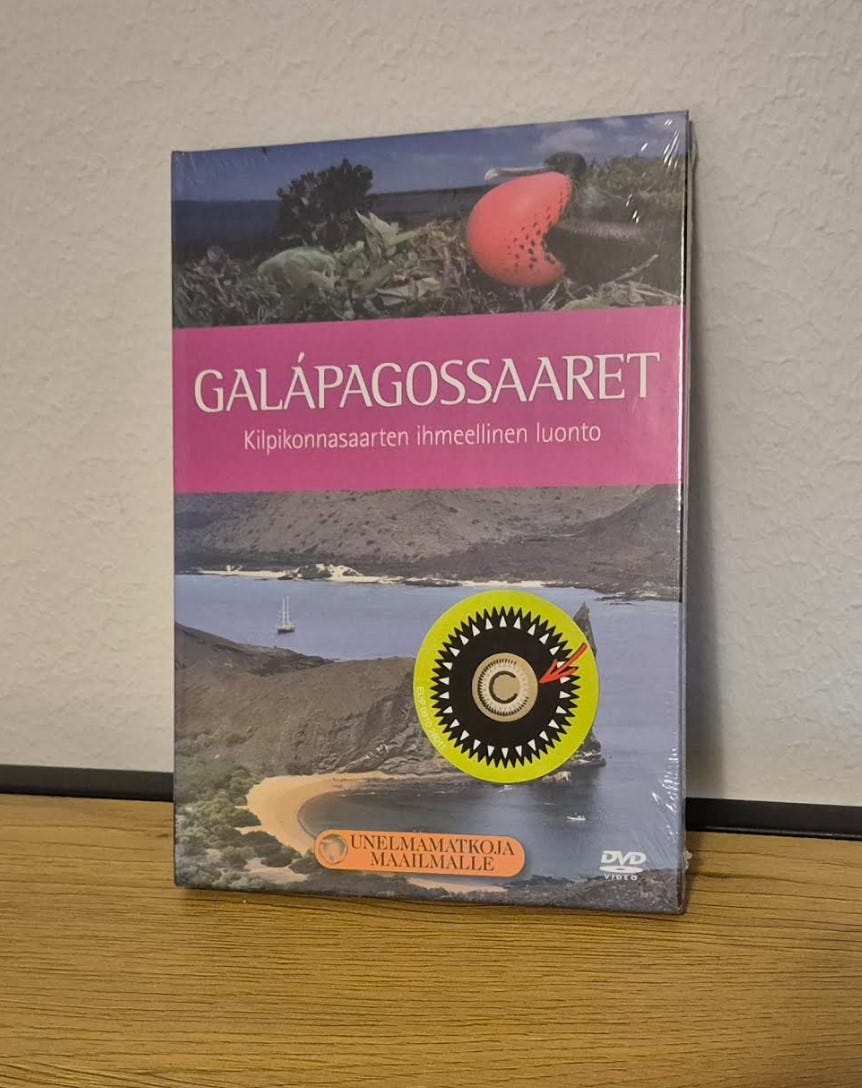 GALÁPAGOSSAARET
Kilpikonnasaarten ihmeellinen luonto
C
UNELMAMATKOJA
MAAILMALLE
DVD
VIDEO